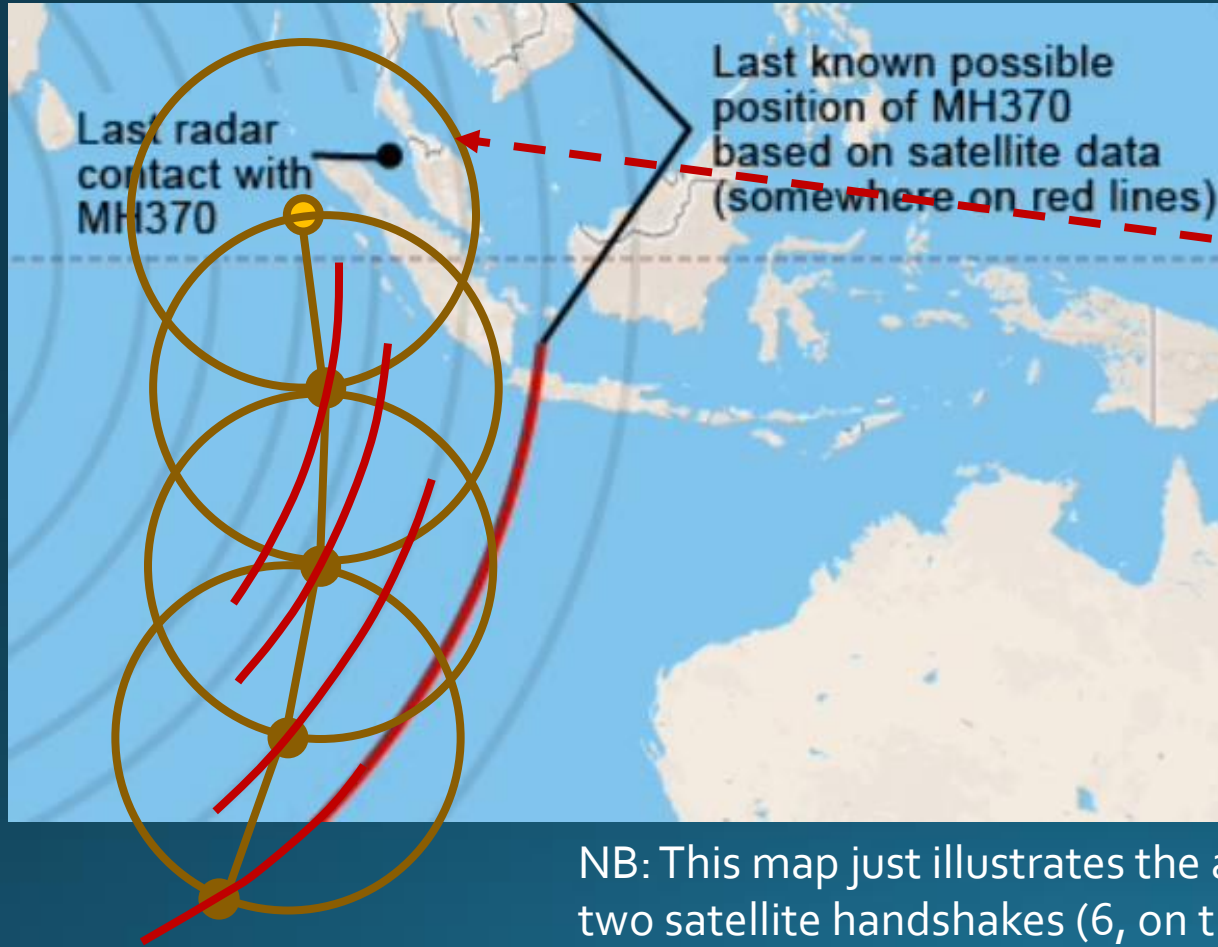 Last radar
contact with
MH370
Last known possible
position of MH370
based on satellite data
(somewhere on red lines)
NB: This map just illustrates the a
two satellite handshakes (6, on t